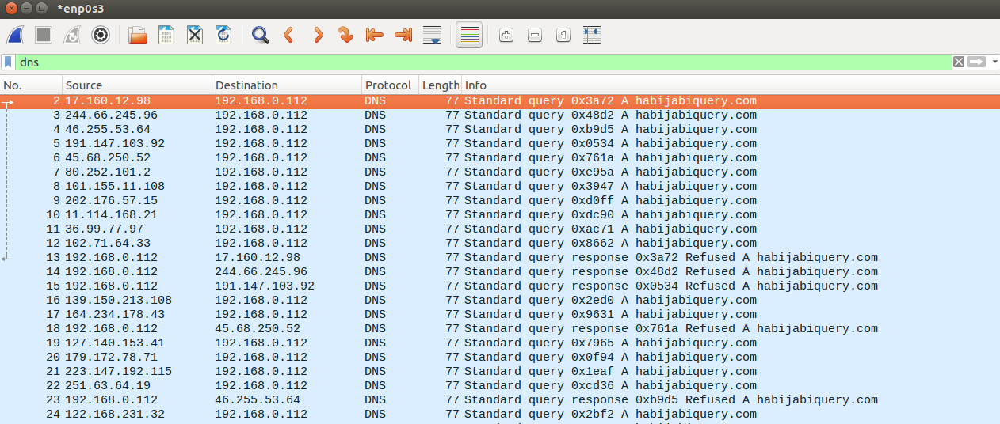 *enp0s3
dns
No. Source Destination Protocol Length Info
2 17.160.12.98 192.168.0.112 DNS 77 Standard query 0x3a72 A habijabiquery.com
3 244.66.245.96 192.168.0.112 DNS 77 Standard query 0x48d2 A habijabiquery.com
4 46.255.53.64 192.168.0.112 DNS 77 Standard query 0xb9d5 A habijabiquery.com
5 191.147.103.92 192.168.0.112 DNS 77 Standard query 0x0534 A habijabiquery.com
6 45.68.250.52 192.168.0.112 DNS 77 Standard query 0x761a A habijabiquery.com
7 80.252.101.2 192.168.0.112 DNS 77 Standard query 0xe95a A habijabiquery.com
8 101.155.11.108 192.168.0.112 DNS 77 Standard query 0x3947 A habijabiquery.com
9 202.176.57.15 192.168.0.112 DNS 77 Standard query 0xd0ff A habijabiquery.com
10 11.114.168.21 192.168.0.112 DNS 77 Standard query 0xdc90 A habijabiquery.com
11 36.99.77.97 192.168.0.112 DNS 77 Standard query 0xac71 A habijabiquery.com
12 102.71.64.33 192.168.0.112 DNS 77 Standard query 0x8662 A habijabiquery.com
13 192.168.0.112 17.160.12.98 DNS 77 Standard query response 0x3a72 Refused A habijabiquery.com
14 192.168.0.112 244.66.245.96 DNS 77 Standard query response 0x48d2 Refused A habijabiquery.com
15 192.168.0.112 191.147.103.92 DNS 77 Standard query response 0x0534 Refused A habijabiquery.com
16 139.150.213.108 192.168.0.112 DNS 77 Standard query 0x2ed0 A habijabiquery.com
17 164.234.178.43 192.168.0.112 DNS 77 Standard query 0x9631 A habijabiquery.com
18 192.168.0.112 45.68.250.52 DNS 77 Standard query response 0x761a Refused A habijabiquery.com
19 127.140.153.41 192.168.0.112 DNS 77 Standard query 0x7965 A habijabiquery.com
20 179.172.78.71 192.168.0.112 DNS 77 Standard query 0x0f94 A habijabiquery.com
21 223.147.192.115 192.168.0.112 DNS 77 Standard query 0x1eaf A habijabiquery.com
22 251.63.64.19 192.168.0.112 DNS 77 Standard query 0xcd36 A habijabiquery.com
23 192.168.0.112 46.255.53.64 DNS 77 Standard query response 0xb9d5 Refused A habijabiquery.com
24 122.168.231.32 192.168.0.112 DNS 77 Standard query 0x2bf2 A habijabiquery.com